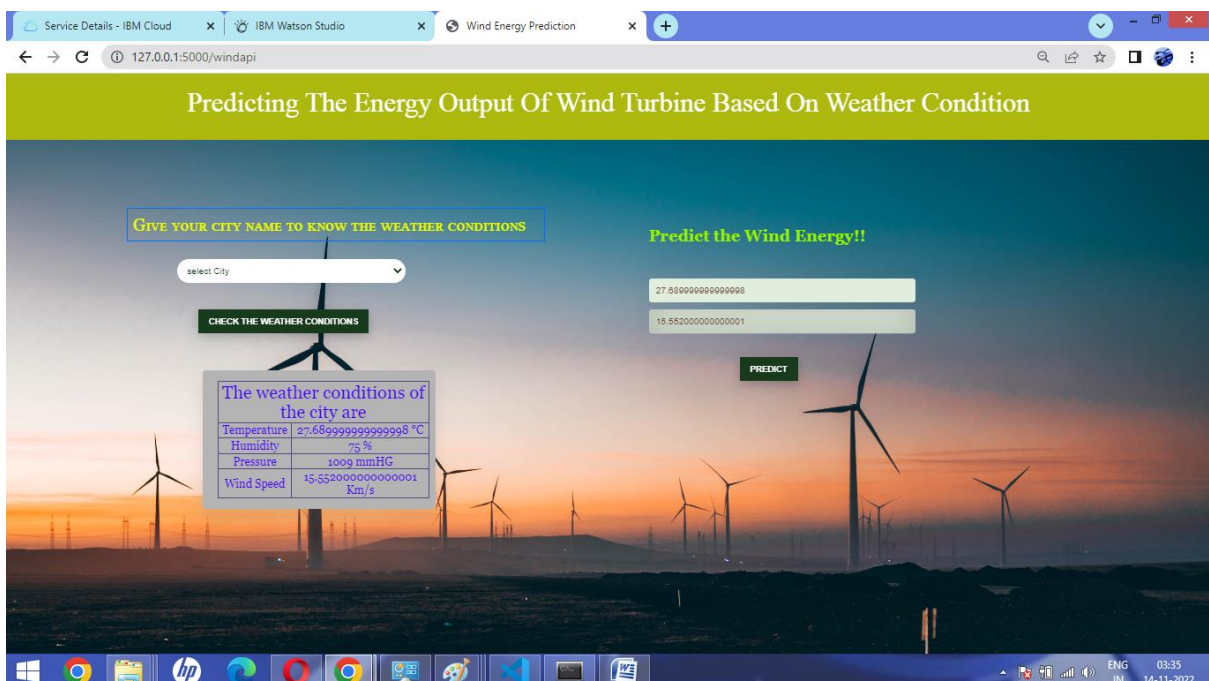 Service Details - IBM Cloud
IBM Watson Studio
Wind Energy Prediction
127.0.0.1:5000/windapi
Predicting The Energy Output Of Wind Turbine Based On Weather Condition
GIVE YOUR CITY NAME TO KNOW THE WEATHER CONDITIONS
select City
CHECK THE WEATHER CONDITIONS
The weather conditions of
the city are
Temperature 27.689999999999998 °C
Humidity 75 %
Pressure 1009 mmHG
Wind Speed 15.552000000000001
Km/s
Predict the Wind Energy!!
27.689999999999998
15.552000000000001
PREDICT
hp
ENG 03:35
IN 14-11-2022